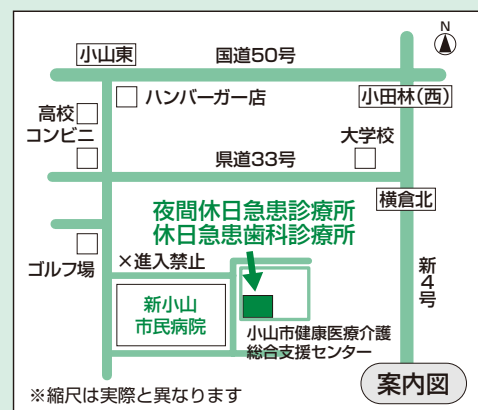 N
小山東
国道50号
ハンバーガー店
小田林(西)
高校
コンビニ
大学校
県道33号
横倉北
夜間休日急患診療所
休日急患歯科診療所
×進入禁止
ゴルフ場
新4号
新小山
市民病院
小山市健康医療介護
総合支援センター
案内図
※縮尺は実際と異なります